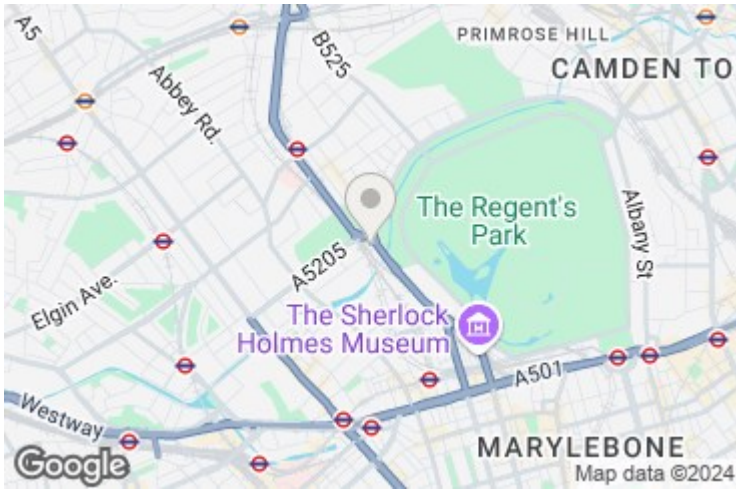 A5
B525
PRIMROSE HILL
CAMDEN TO
Abbey Rd.
The Regent's
Park
Albany St
A5205
Elgin Ave.
The Sherlock
Holmes Museum
A501
Westway
MARYLEBONE
Google
Map data ©2024